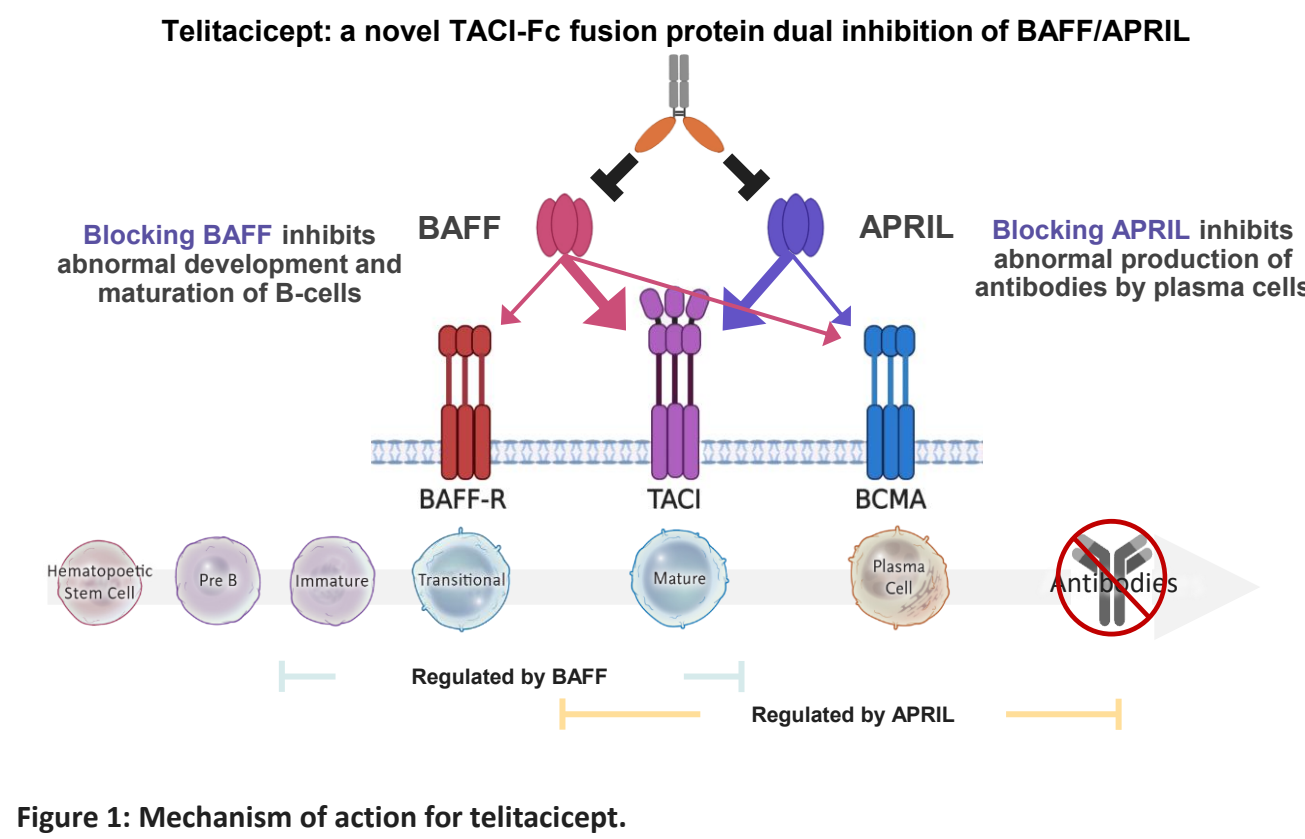 Telitacicept: a novel TACI-Fc fusion protein dual inhibition of BAFF/APRIL
BAFF
APRIL
Blocking BAFF inhibits
abnormal development and
maturation of B-cells
Blocking APRIL inhibits
abnormal production of
antibodies by plasma cells
BAFF-R
TACI
BCMA
Hematopoetic
Stem Cell
Pre B
Immature
Transitional
Mature
Plasma
Cell
Antibodies
Regulated by BAFF
Regulated by APRIL
Figure 1: Mechanism of action for telitacicept.